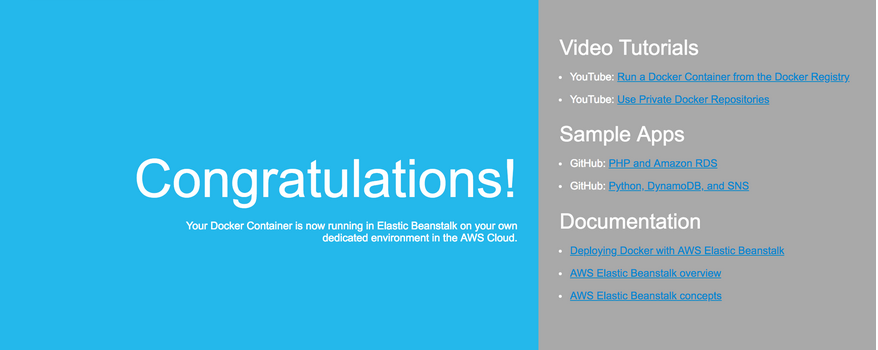 Congratulations!
Your Docker Container is now running in Elastic Beanstalk on your own
dedicated environment in the AWS Cloud.
Video Tutorials
• YouTube: Run a Docker Container from the Docker Registry
• YouTube: Use Private Docker Repositories
Sample Apps
• GitHub: PHP and Amazon RDS
• GitHub: Python, DynamoDB, and SNS
Documentation
• Deploying Docker with AWS Elastic Beanstalk
• AWS Elastic Beanstalk overview
• AWS Elastic Beanstalk concepts